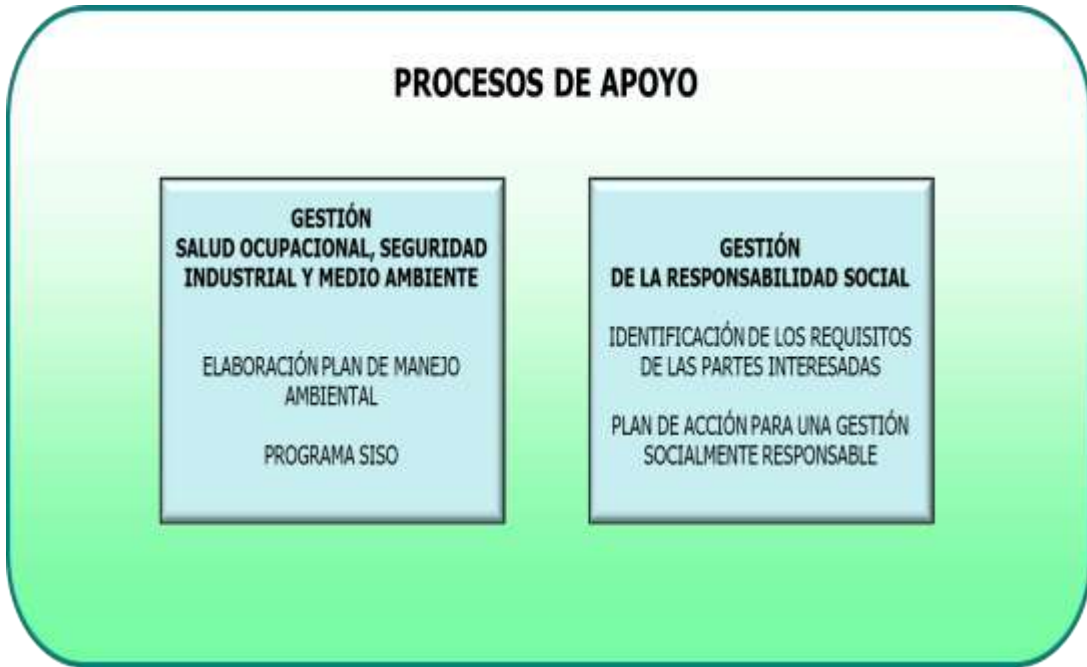 PROCESOS DE APOYO
GESTIÓN
SALUD OCUPACIONAL, SEGURIDAD
INDUSTRIAL Y MEDIO AMBIENTE
ELABORACIÓN PLAN DE MANEJO
AMBIENTAL
PROGRAMA SISO
GESTIÓN
DE LA RESPONSABILIDAD SOCIAL
IDENTIFICACIÓN DE LOS REQUISITOS
DE LAS PARTES INTERESADAS
PLAN DE ACCIÓN PARA UNA GESTIÓN
SOCIALMENTE RESPONSABLE